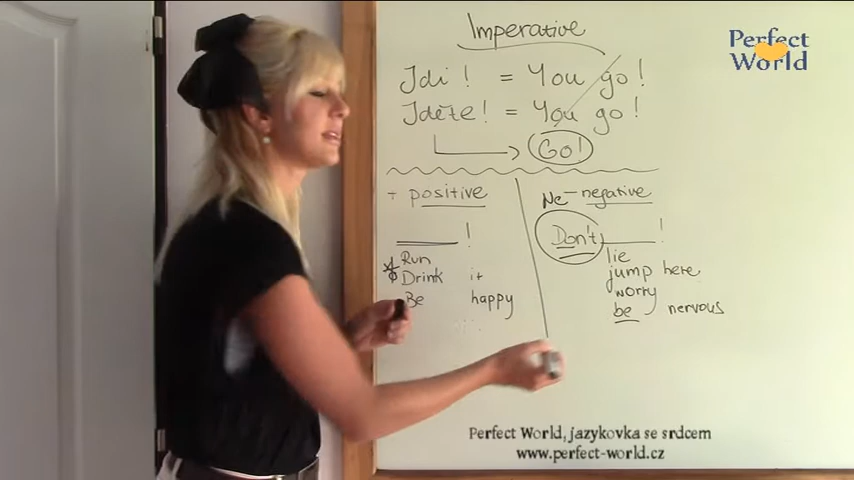 Imperative
Jdi ! = You go !
Jděte ! = You go !
Go!
+ positive
Ne - negative
!
Don't !
Run
Drink it
Be happy
lie
jump here
worry
be nervous
Perfect
World
Perfect World, jazykovka se srdcem
www.perfect-world.cz